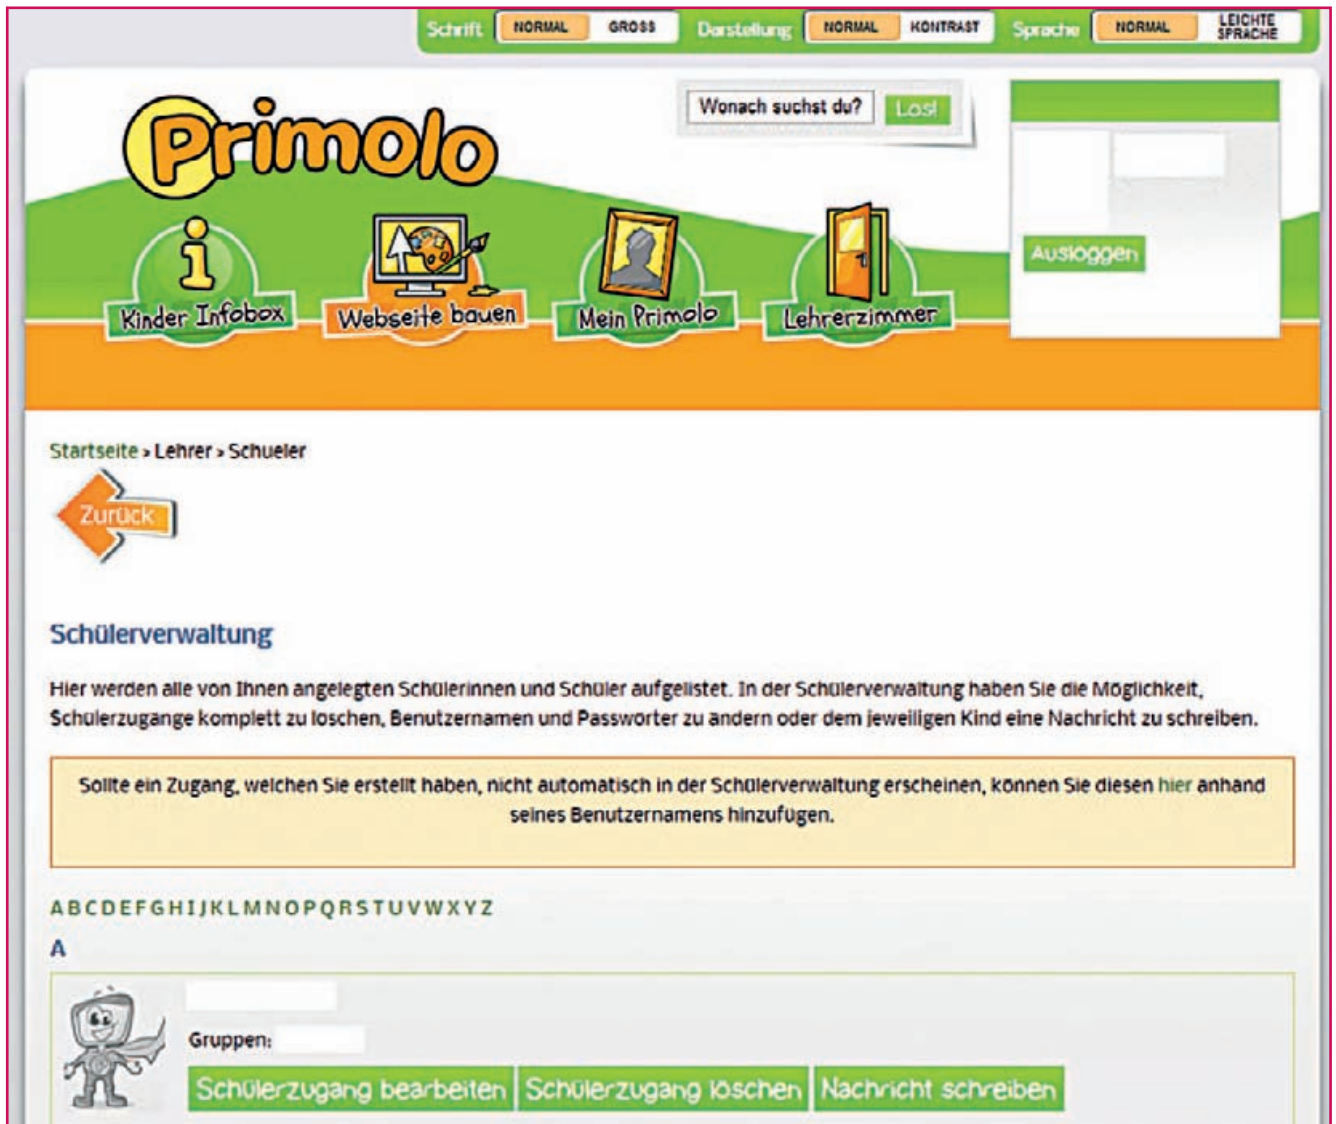 Schrift NORMAL GROSS Darstellung NORMAL KONTRAST Sprache NORMAL LEICHTE SPRACHE
Primolo
Wonach suchst du? Los!
Ausloggen
Kinder Infobox Webseite bauen Mein Primolo Lehrerzimmer
Startseite » Lehrer » Schueler
Zurück
Schülerverwaltung
Hier werden alle von Ihnen angelegten Schülerinnen und Schüler aufgelistet. In der Schülerverwaltung haben Sie die Möglichkeit,
Schülerzugänge komplett zu löschen, Benutzernamen und Passwörter zu ändern oder dem jeweiligen Kind eine Nachricht zu schreiben.
Sollte ein Zugang, welchen Sie erstellt haben, nicht automatisch in der Schülerverwaltung erscheinen, können Sie diesen hier anhand
seines Benutzernamens hinzufügen.
A B C D E F G H I J K L M N O P Q R S T U V W X Y Z
A
Gruppen:
Schülerzugang bearbeiten Schülerzugang löschen Nachricht schreiben